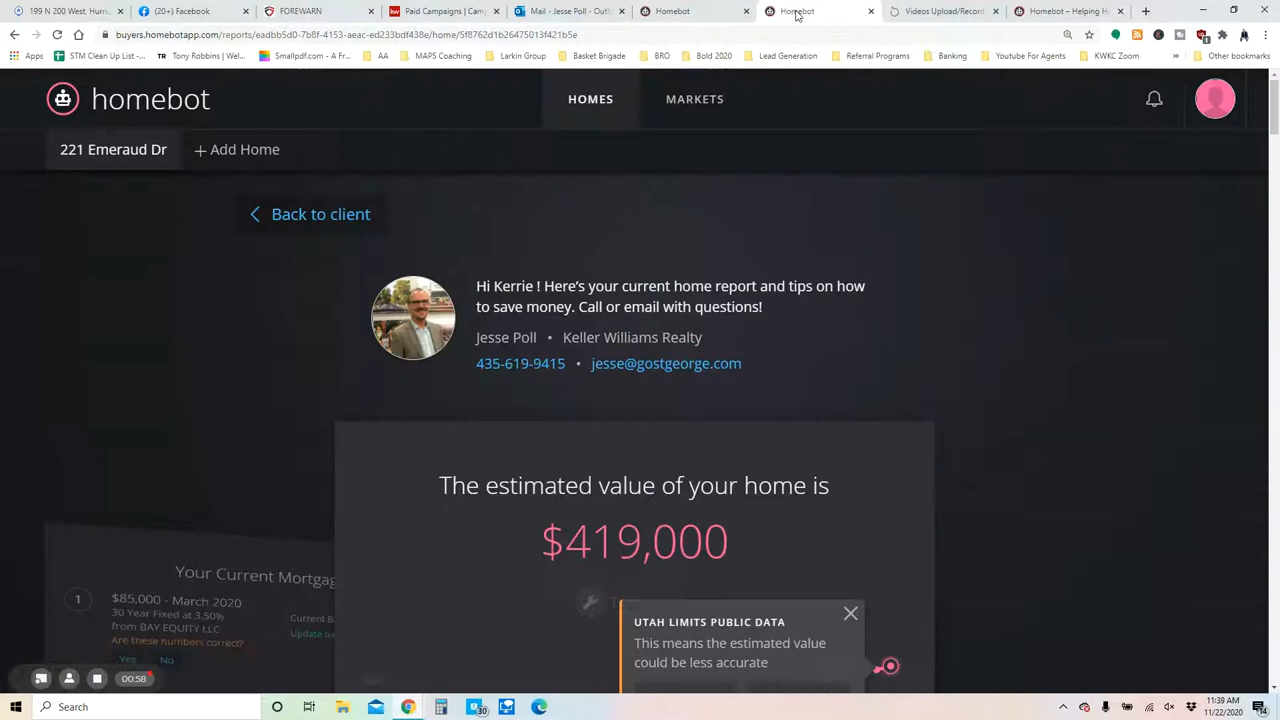 199 N 200 West, Hurric
(20+) Facebook
FOREWARN
kw Paid Campaigns | Cam
Mail - Jesse Poll - Outl
Homebot
Homebot
Videos Upload/Record
Homebot – Helping H
buyers.homebotapp.com/reports/eadbb5d0-7b8f-4153-aeac-ed233bdf438e/home/5f8762d1b26475013f421b5e
Apps
STM Clean Up List -...
TR Tony Robbins | Wel...
Smallpdf.com - A Fr...
AA
MAPS Coaching
Larkin Group
Basket Brigade
BRO
Bold 2020
Lead Generation
Referral Programs
Banking
Youtube For Agents
KWKC Zoom
»
Other bookmarks
homebot
HOMES
MARKETS
221 Emeraud Dr
+ Add Home
Back to client
Hi Kerrie ! Here's your current home report and tips on how
to save money. Call or email with questions!
Jesse Poll • Keller Williams Realty
435-619-9415 • jesse@gostgeorge.com
The estimated value of your home is
$419,000
Your Current Mortga
1
$85,000 - March 2020
30 Year Fixed at 3.50%
from BAY EQUITY LLC
Are these numbers correct?
Yes No
Current B
Update ba
UTAH LIMITS PUBLIC DATA
This means the estimated value
could be less accurate
00:58
Search
30
11:39 AM
11/22/2020